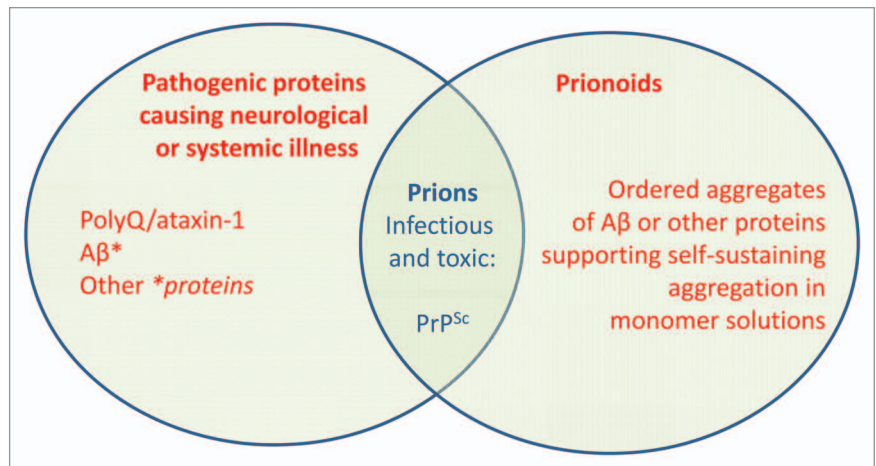 Pathogenic proteins
causing neurological
or systemic illness
PolyQ/ataxin-1
Aβ*
Other *proteins
Prions
Infectious
and toxic:
PrPSc
Prionoids
Ordered aggregates
of Aβ or other proteins
supporting self-sustaining
aggregation in
monomer solutions